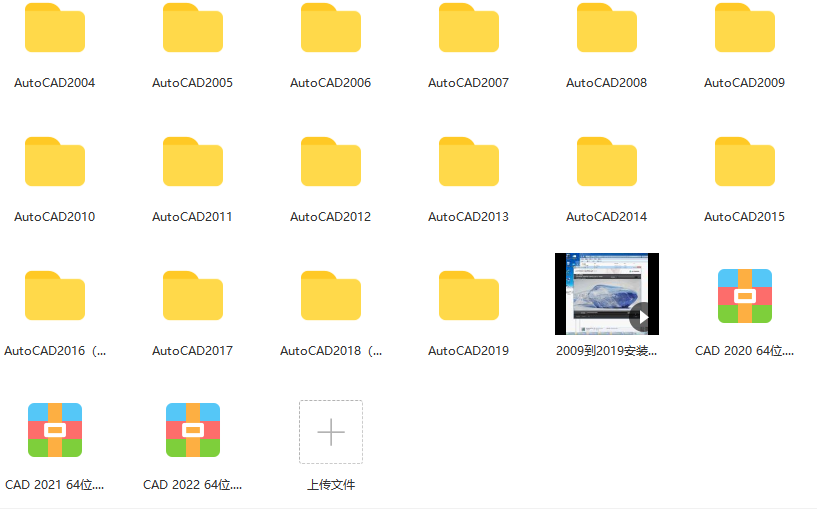 AutoCAD2004
AutoCAD2005
AutoCAD2006
AutoCAD2007
AutoCAD2008
AutoCAD2009
AutoCAD2010
AutoCAD2011
AutoCAD2012
AutoCAD2013
AutoCAD2014
AutoCAD2015
AutoCAD2016（...
AutoCAD2017
AutoCAD2018（...
AutoCAD2019
2009到2019安装...
CAD 2020 64位....
CAD 2021 64位....
CAD 2022 64位....
上传文件